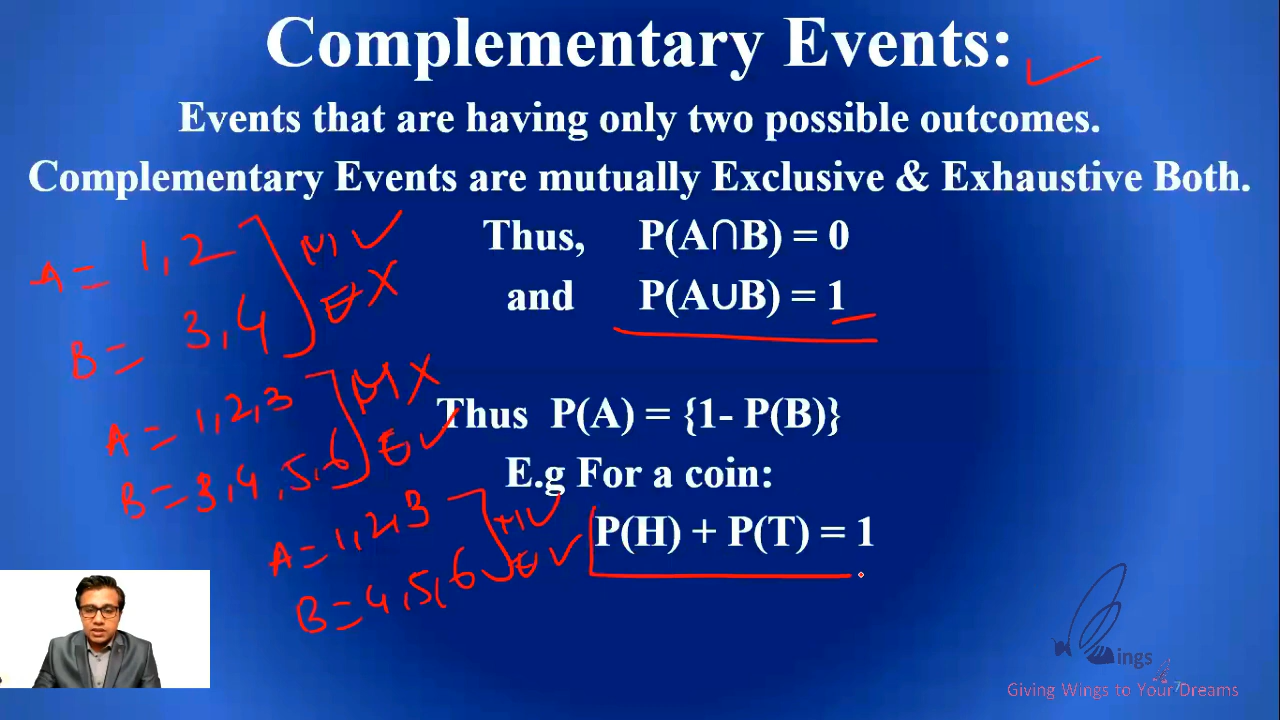 Complementary Events:
Events that are having only two possible outcomes.
Complementary Events are mutually Exclusive & Exhaustive Both.
Thus, P(A∩B) = 0
and P(A∪B) = 1
Thus P(A) = {1- P(B)}
E.g For a coin:
P(H) + P(T) = 1
A = 1, 2
B = 3, 4
M ✓
E X
A = 1, 2, 3
B = 3, 4, 5, 6
M X
E ✓
A = 1, 2, 3
B = 4, 5, 6
M ✓
E ✓
ings
Giving Wings to Your Dreams